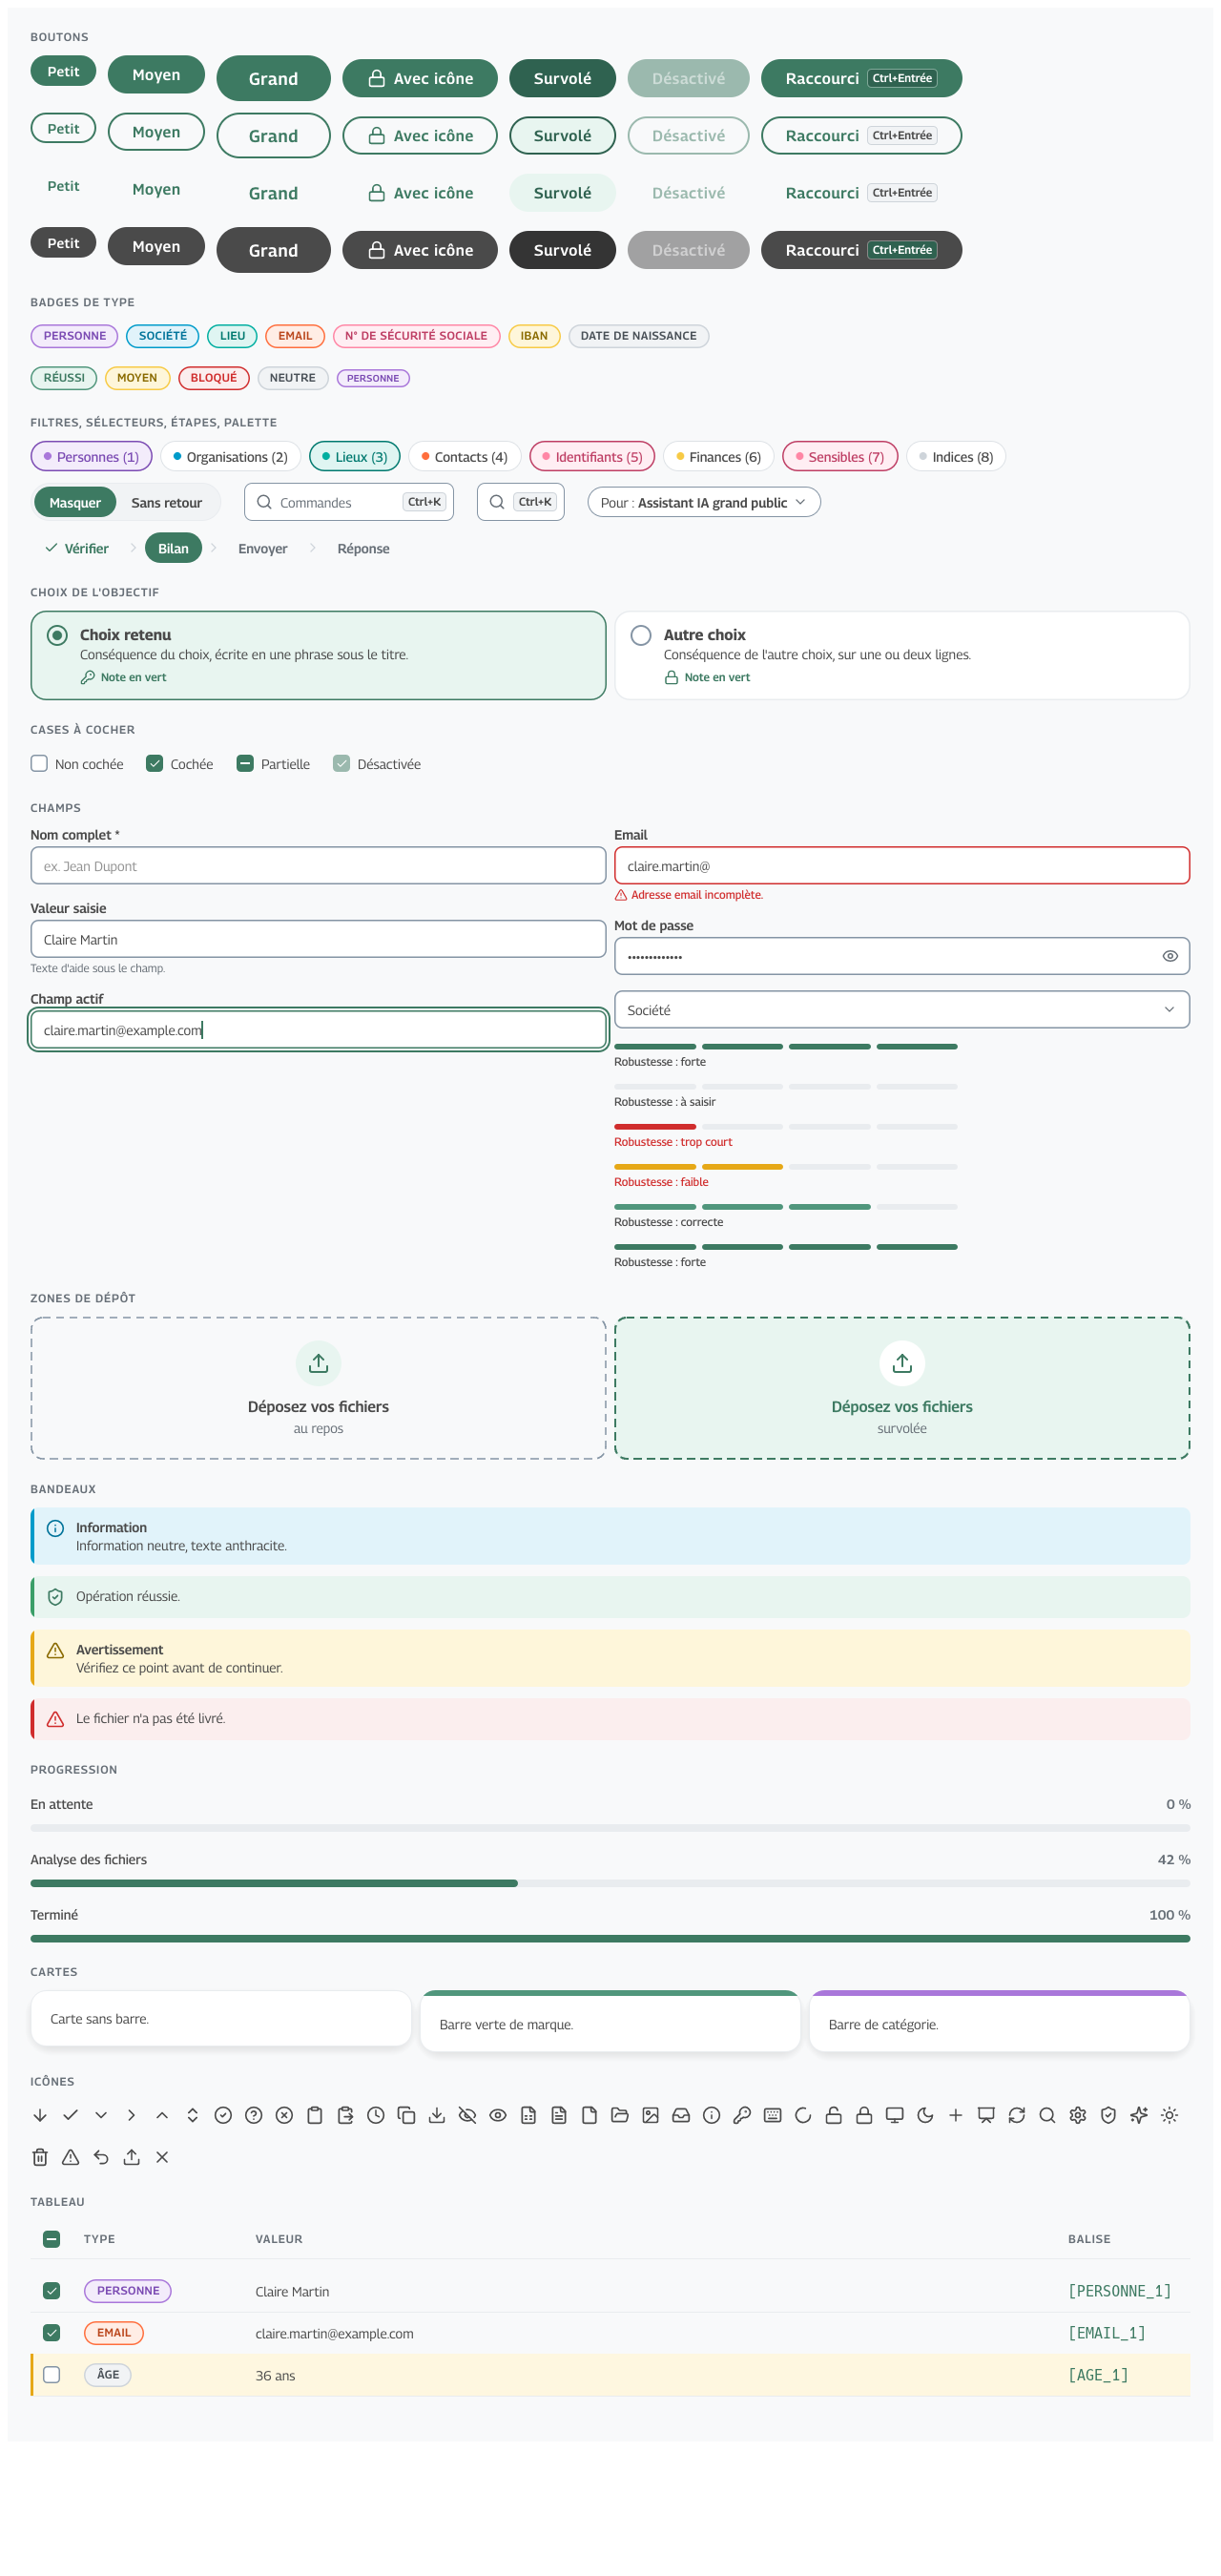 BOUTONS
Petit Moyen Grand Avec icône Survolé Désactivé Raccourci Ctrl+Entrée
Petit Moyen Grand Avec icône Survolé Désactivé Raccourci Ctrl+Entrée
Petit Moyen Grand Avec icône Survolé Désactivé Raccourci Ctrl+Entrée
Petit Moyen Grand Avec icône Survolé Désactivé Raccourci Ctrl+Entrée
BADGES DE TYPE
PERSONNE SOCIÉTÉ LIEU EMAIL N° DE SÉCURITÉ SOCIALE IBAN DATE DE NAISSANCE
RÉUSSI MOYEN BLOQUÉ NEUTRE PERSONNE
FILTRES, SÉLECTEURS, ÉTAPES, PALETTE
Personnes (1) Organisations (2) Lieux (3) Contacts (4) Identifiants (5) Finances (6) Sensibles (7) Indices (8)
Masquer Sans retour Commandes Ctrl+K Ctrl+K Pour : Assistant IA grand public
Vérifier Bilan Envoyer Réponse
CHOIX DE L'OBJECTIF
Choix retenu
Conséquence du choix, écrite en une phrase sous le titre.
Note en vert
Autre choix
Conséquence de l'autre choix, sur une ou deux lignes.
Note en vert
CASES À COCHER
Non cochée Cochée Partielle Désactivée
CHAMPS
Nom complet *
ex. Jean Dupont
Valeur saisie
Claire Martin
Texte d'aide sous le champ.
Champ actif
claire.martin@example.com
Email
claire.martin@
Adresse email incomplète.
Mot de passe
•••••••••••••
Société
Robustesse : forte
Robustesse : à saisir
Robustesse : trop court
Robustesse : faible
Robustesse : correcte
Robustesse : forte
ZONES DE DÉPÔT
Déposez vos fichiers
au repos
Déposez vos fichiers
survolée
BANDEAUX
Information
Information neutre, texte anthracite.
Opération réussie.
Avertissement
Vérifiez ce point avant de continuer.
Le fichier n'a pas été livré.
PROGRESSION
En attente 0 %
Analyse des fichiers 42 %
Terminé 100 %
CARTES
Carte sans barre. Barre verte de marque. Barre de catégorie.
ICÔNES
TABLEAU
TYPE VALEUR BALISE
PERSONNE Claire Martin [PERSONNE_1]
EMAIL claire.martin@example.com [EMAIL_1]
ÂGE 36 ans [AGE_1]